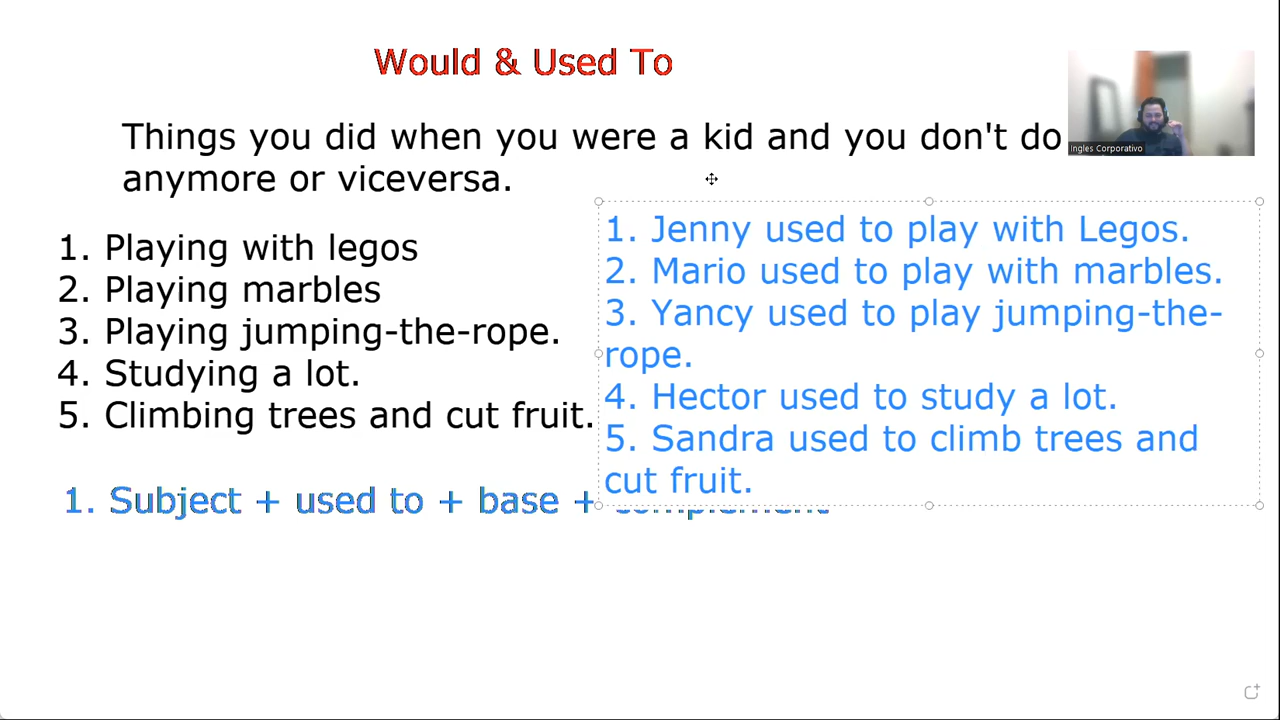 Would & Used To
Things you did when you were a kid and you don't do
anymore or viceversa.
Ingles Corporativo
1. Playing with legos
2. Playing marbles
3. Playing jumping-the-rope.
4. Studying a lot.
5. Climbing trees and cut fruit.
1. Jenny used to play with Legos.
2. Mario used to play with marbles.
3. Yancy used to play jumping-the-
rope.
4. Hector used to study a lot.
5. Sandra used to climb trees and
cut fruit.
1. Subject + used to + base + complement